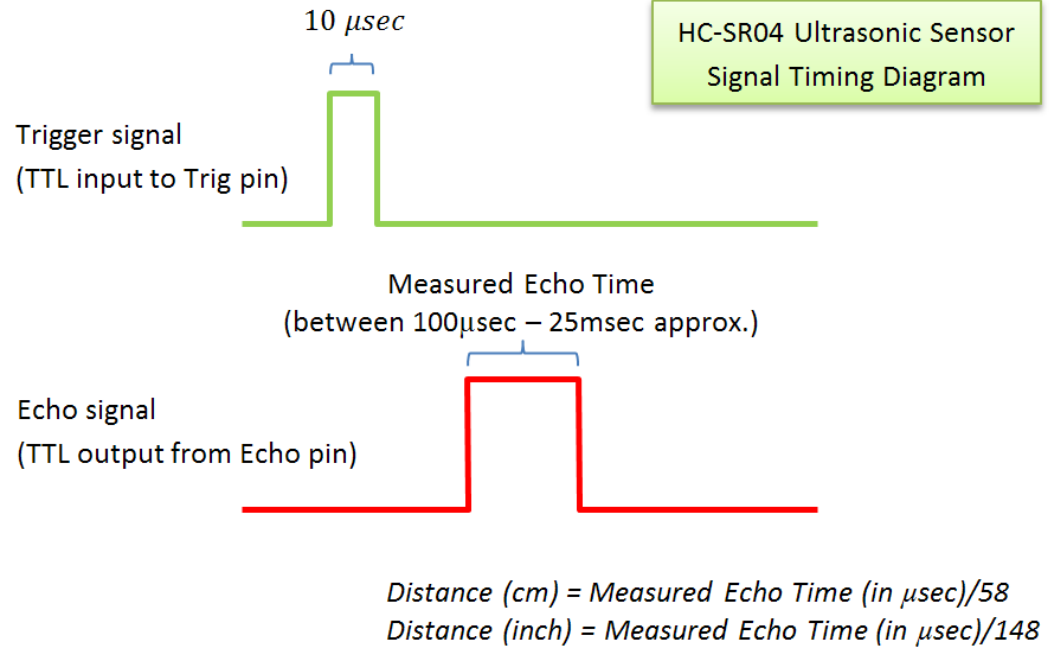 10 μsec
HC-SR04 Ultrasonic Sensor
Signal Timing Diagram
Trigger signal
(TTL input to Trig pin)
Measured Echo Time
(between 100μsec – 25msec approx.)
Echo signal
(TTL output from Echo pin)
Distance (cm) = Measured Echo Time (in μsec)/58
Distance (inch) = Measured Echo Time (in μsec)/148